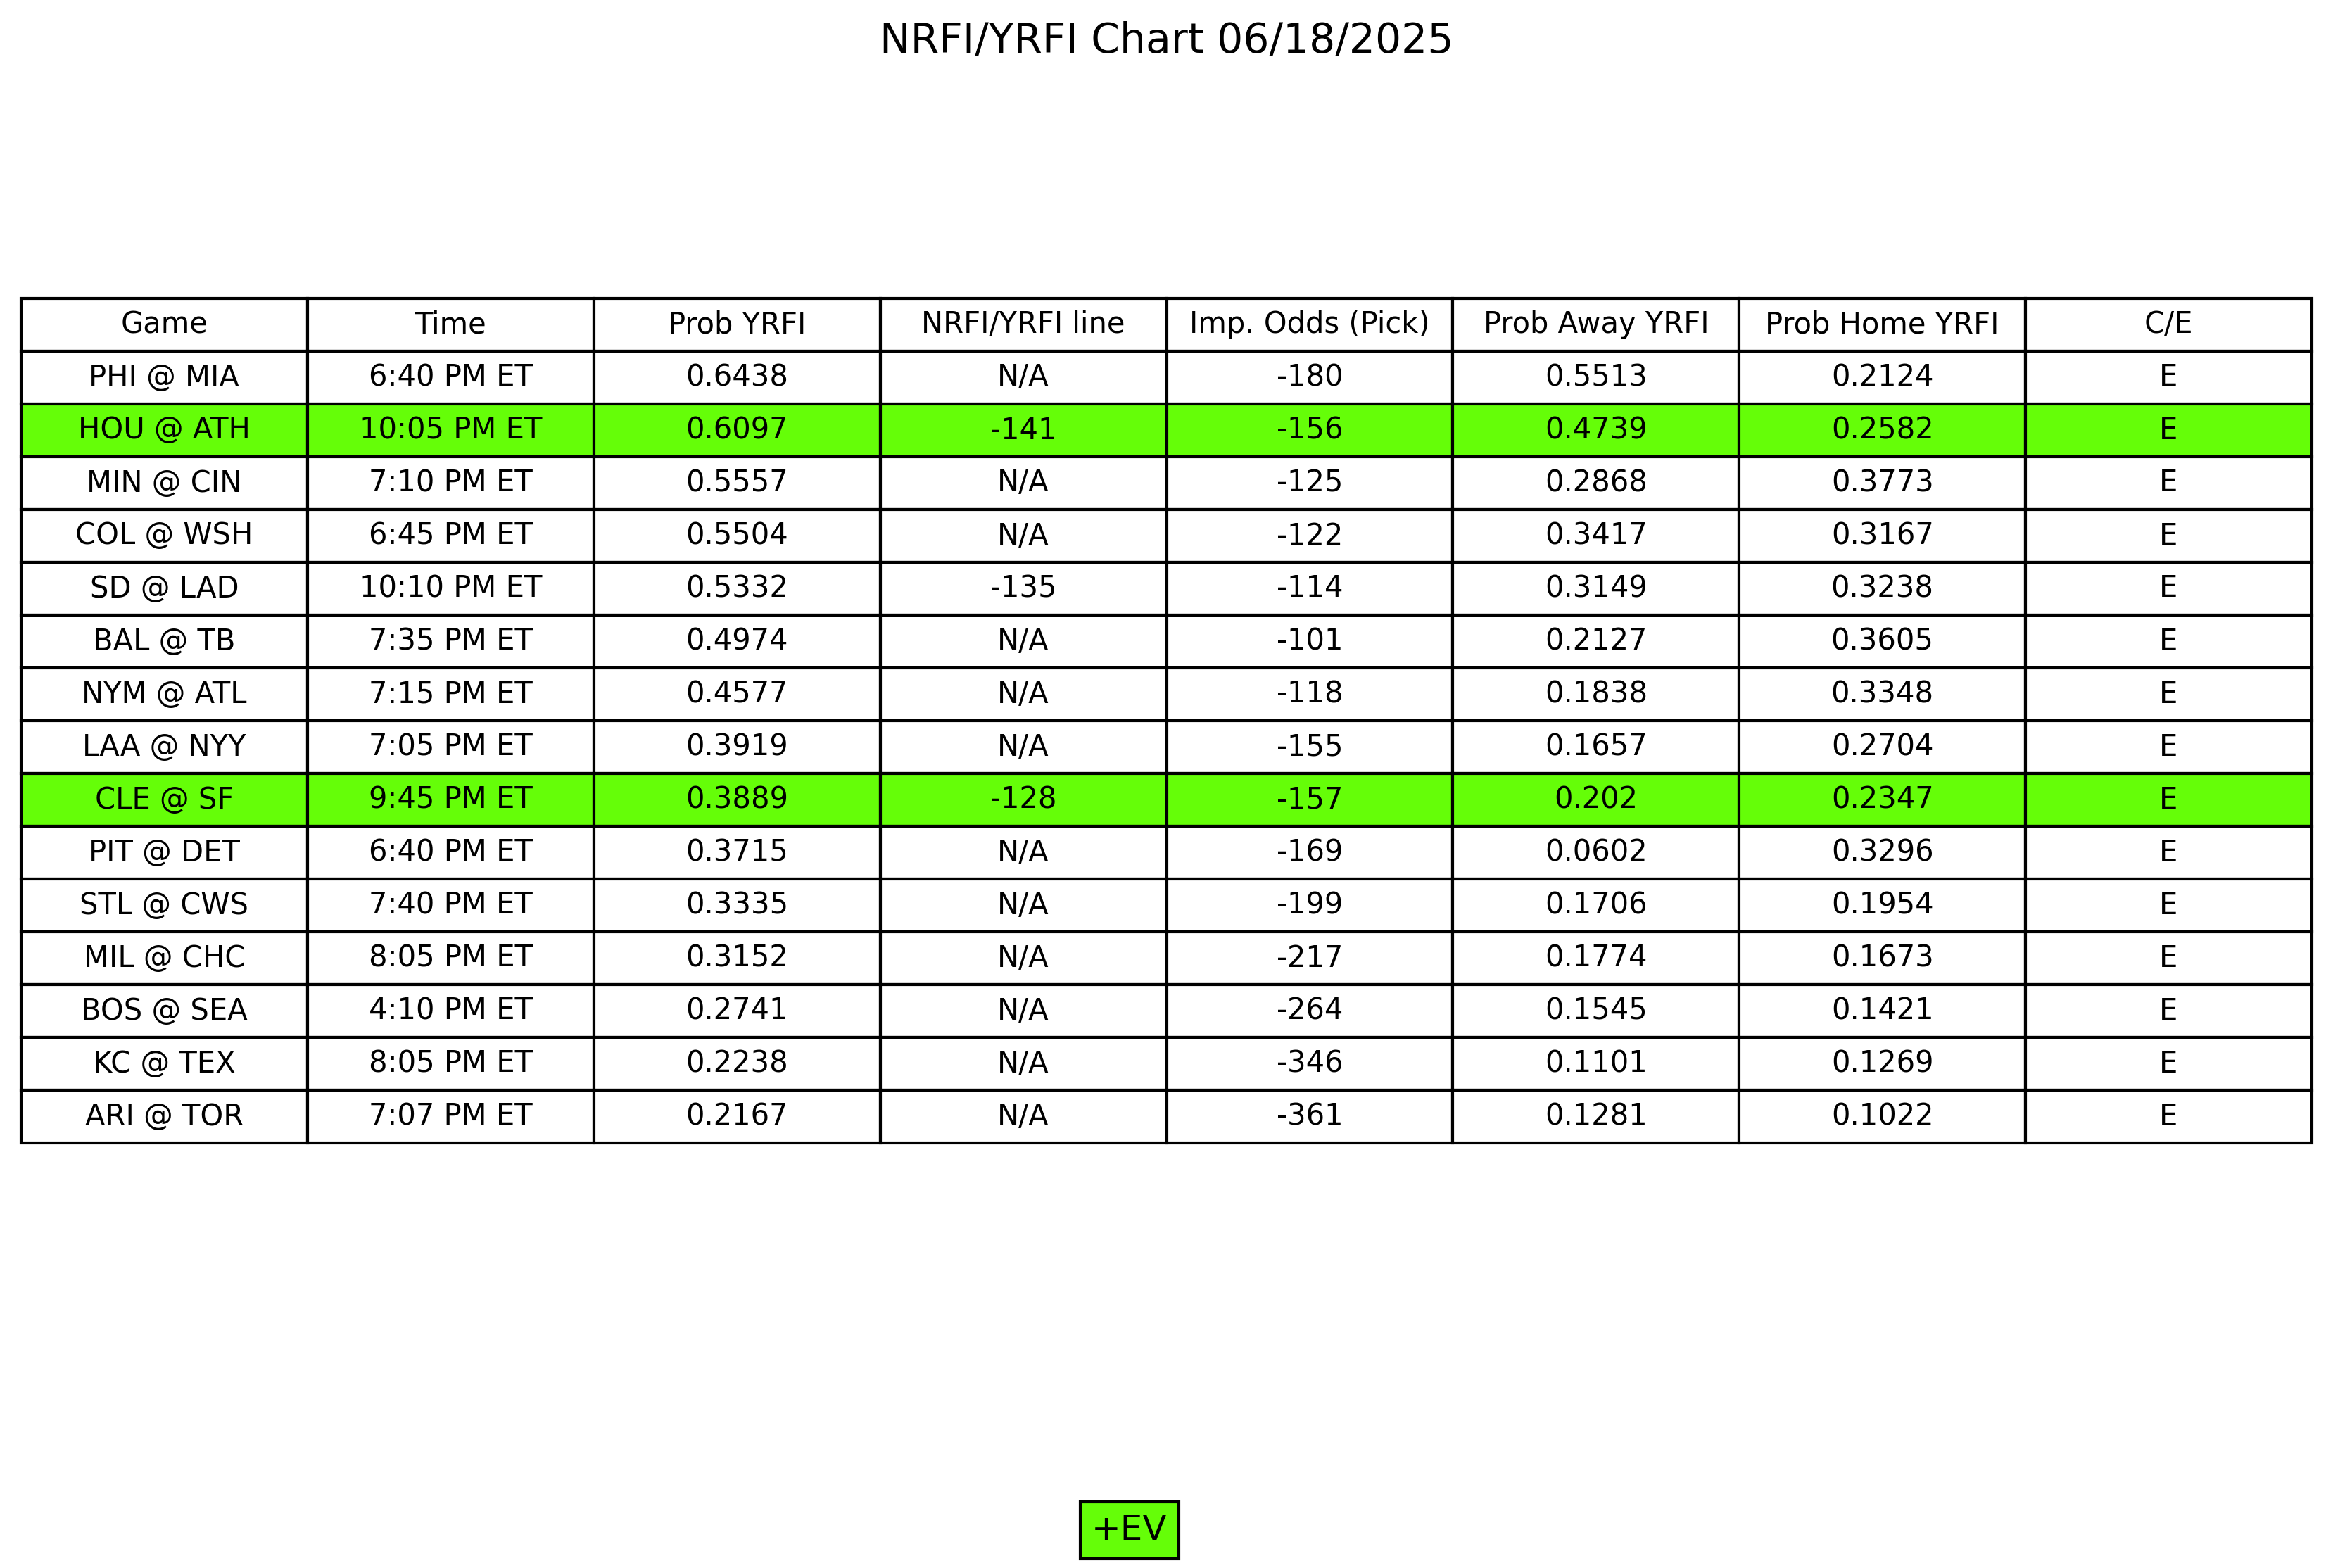 NRFI/YRFI Chart 06/18/2025
Game Time Prob YRFI NRFI/YRFI line Imp. Odds (Pick) Prob Away YRFI Prob Home YRFI C/E
PHI @ MIA 6:40 PM ET 0.6438 N/A -180 0.5513 0.2124 E
HOU @ ATH 10:05 PM ET 0.6097 -141 -156 0.4739 0.2582 E
MIN @ CIN 7:10 PM ET 0.5557 N/A -125 0.2868 0.3773 E
COL @ WSH 6:45 PM ET 0.5504 N/A -122 0.3417 0.3167 E
SD @ LAD 10:10 PM ET 0.5332 -135 -114 0.3149 0.3238 E
BAL @ TB 7:35 PM ET 0.4974 N/A -101 0.2127 0.3605 E
NYM @ ATL 7:15 PM ET 0.4577 N/A -118 0.1838 0.3348 E
LAA @ NYY 7:05 PM ET 0.3919 N/A -155 0.1657 0.2704 E
CLE @ SF 9:45 PM ET 0.3889 -128 -157 0.202 0.2347 E
PIT @ DET 6:40 PM ET 0.3715 N/A -169 0.0602 0.3296 E
STL @ CWS 7:40 PM ET 0.3335 N/A -199 0.1706 0.1954 E
MIL @ CHC 8:05 PM ET 0.3152 N/A -217 0.1774 0.1673 E
BOS @ SEA 4:10 PM ET 0.2741 N/A -264 0.1545 0.1421 E
KC @ TEX 8:05 PM ET 0.2238 N/A -346 0.1101 0.1269 E
ARI @ TOR 7:07 PM ET 0.2167 N/A -361 0.1281 0.1022 E
+EV